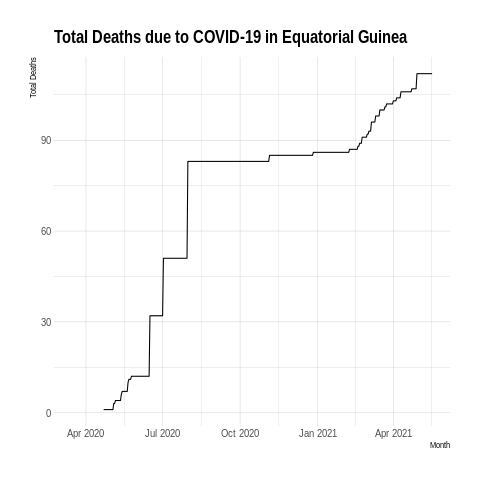 Total Deaths due to COVID-19 in Equatorial Guinea
Total Deaths
90
60
30
0
Apr 2020 Jul 2020 Oct 2020 Jan 2021 Apr 2021
Month